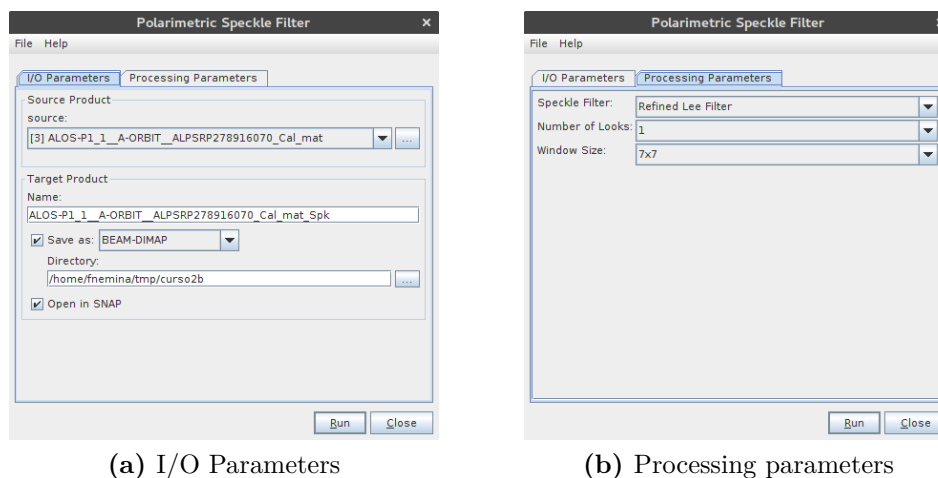 Polarimetric Speckle Filter
File Help
I/O Parameters Processing Parameters
Source Product
source:
[3] ALOS-P1_1__A-ORBIT__ALPSRP278916070_Cal_mat ...
Target Product
Name:
ALOS-P1_1__A-ORBIT__ALPSRP278916070_Cal_mat_Spk
Save as: BEAM-DIMAP
Directory:
/home/fnemina/tmp/curso2b ...
Open in SNAP
Run Close
(a) I/O Parameters
Polarimetric Speckle Filter
File Help
I/O Parameters Processing Parameters
Speckle Filter: Refined Lee Filter
Number of Looks: 1
Window Size: 7x7
Run Close
(b) Processing parameters